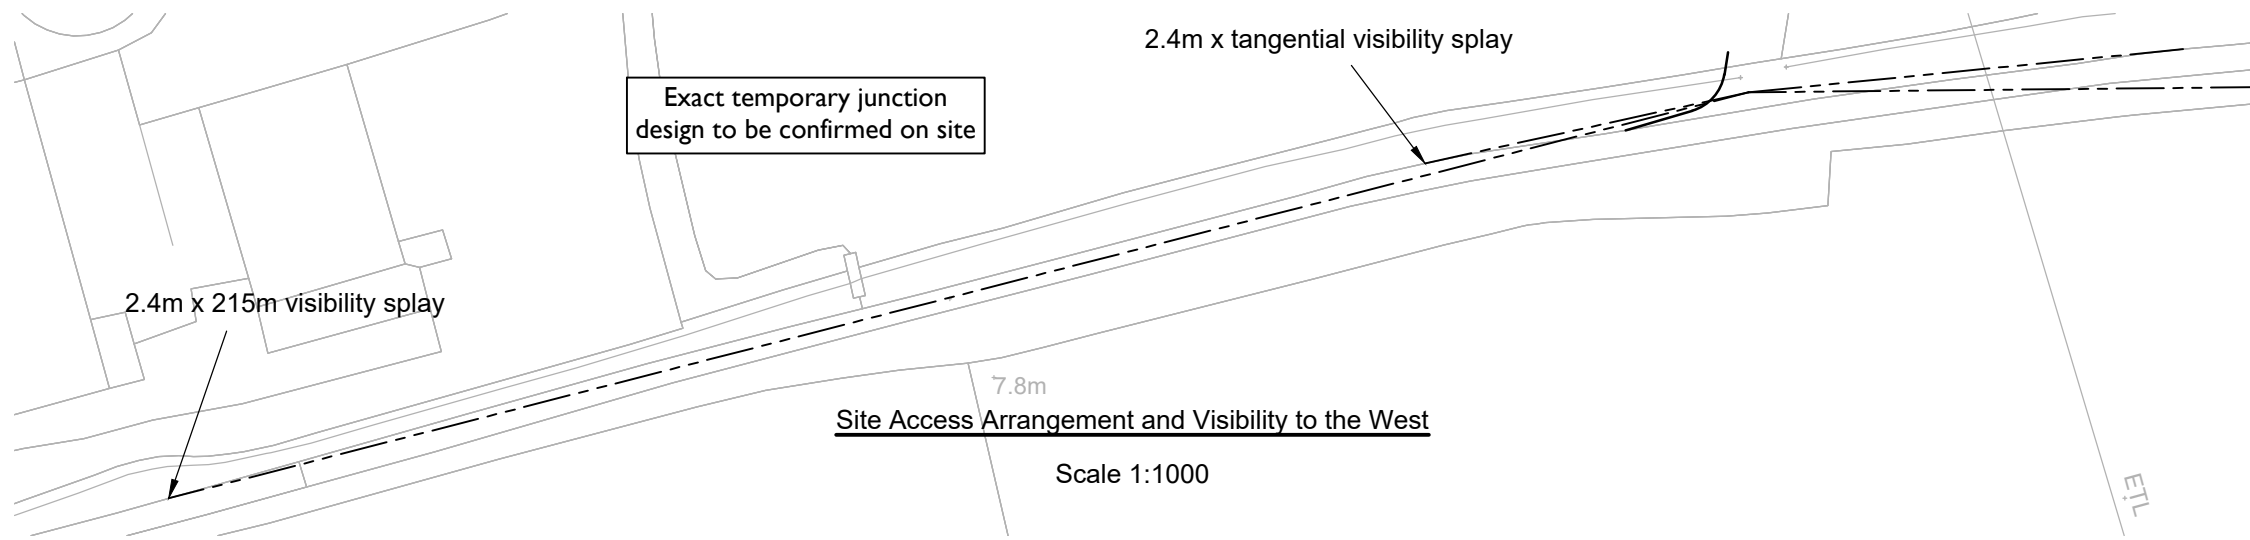 2.4m x tangential visibility splay
Exact temporary junction
design to be confirmed on site
2.4m x 215m visibility splay
7.8m
Site Access Arrangement and Visibility to the West
Scale 1:1000
ETL